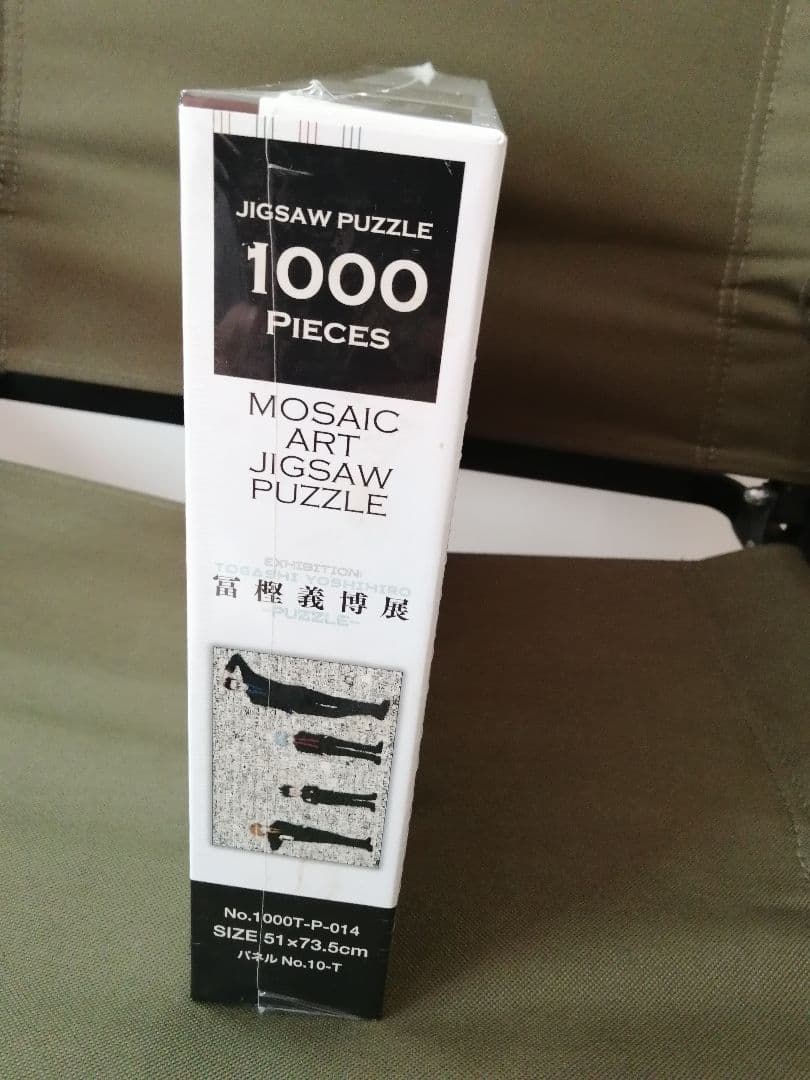 JIGSAW PUZZLE
1000
PIECES
MOSAIC
ART
JIGSAW
PUZZLE
EXHIBITION:
TOGASHI YOSHIHIRO
冨樫義博展
-PUZZLE-
No.1000T-P-014
SIZE 51×73.5cm
パネル No.10-T